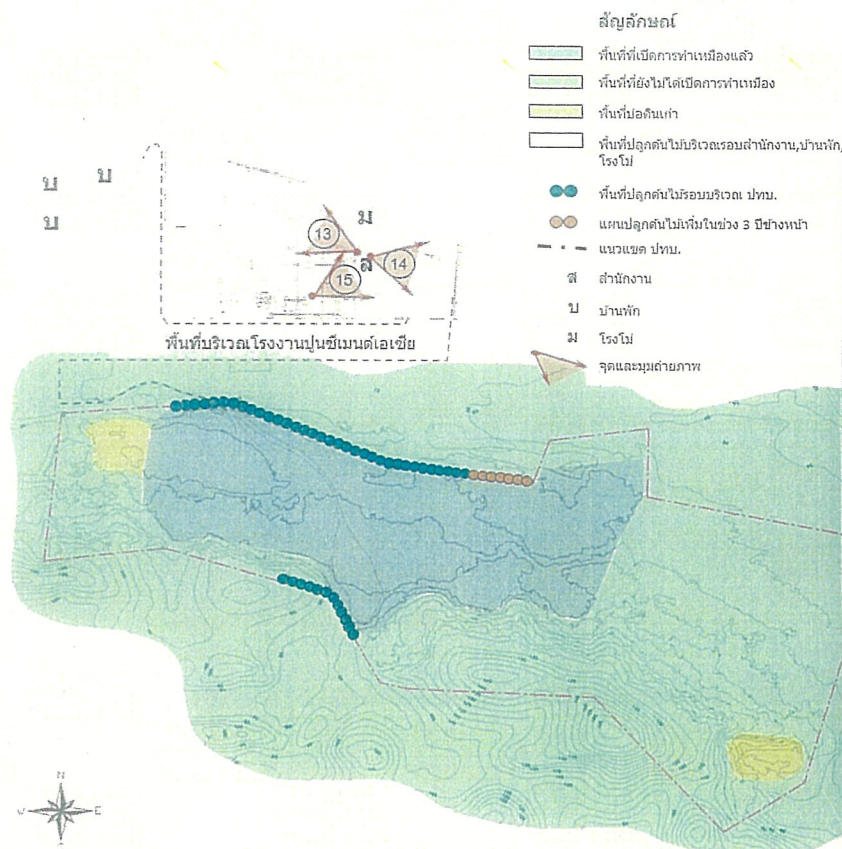 สัญลักษณ์
พื้นที่ที่เปิดการทำเหมืองแล้ว
พื้นที่ที่ยังไม่ได้เปิดการทำเหมือง
พื้นที่บ่อดินเก่า
พื้นที่ปลูกต้นไม้บริเวณรอบสำนักงาน,บ้านพัก,
โรงโม่
พื้นที่ปลูกต้นไม้รอบบริเวณ ปทบ.
แผนปลูกต้นไม้เพิ่มในช่วง 3 ปีข้างหน้า
แนวเขต ปทบ.
ส สำนักงาน
บ บ้านพัก
ม โรงโม่
จุดและมุมถ่ายภาพ
บ บ
บ
ม
13
ส 14
15
พื้นที่บริเวณโรงงานปูนซีเมนต์เอเซีย
N
W E
S